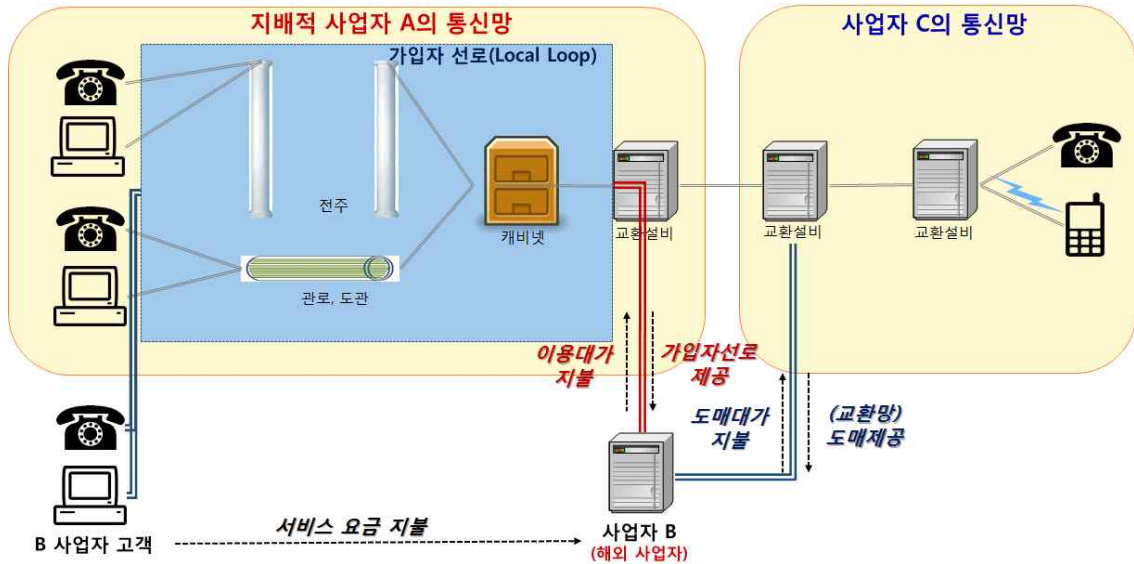 지배적 사업자 A의 통신망
사업자 C의 통신망
가입자 선로(Local Loop)
전주
캐비넷
교환설비
교환설비
교환설비
관로, 도관
이용대가
지불
가입자선로
제공
도매대가
지불
(교환망)
도매제공
서비스 요금 지불
B 사업자 고객
사업자 B
(해외 사업자)